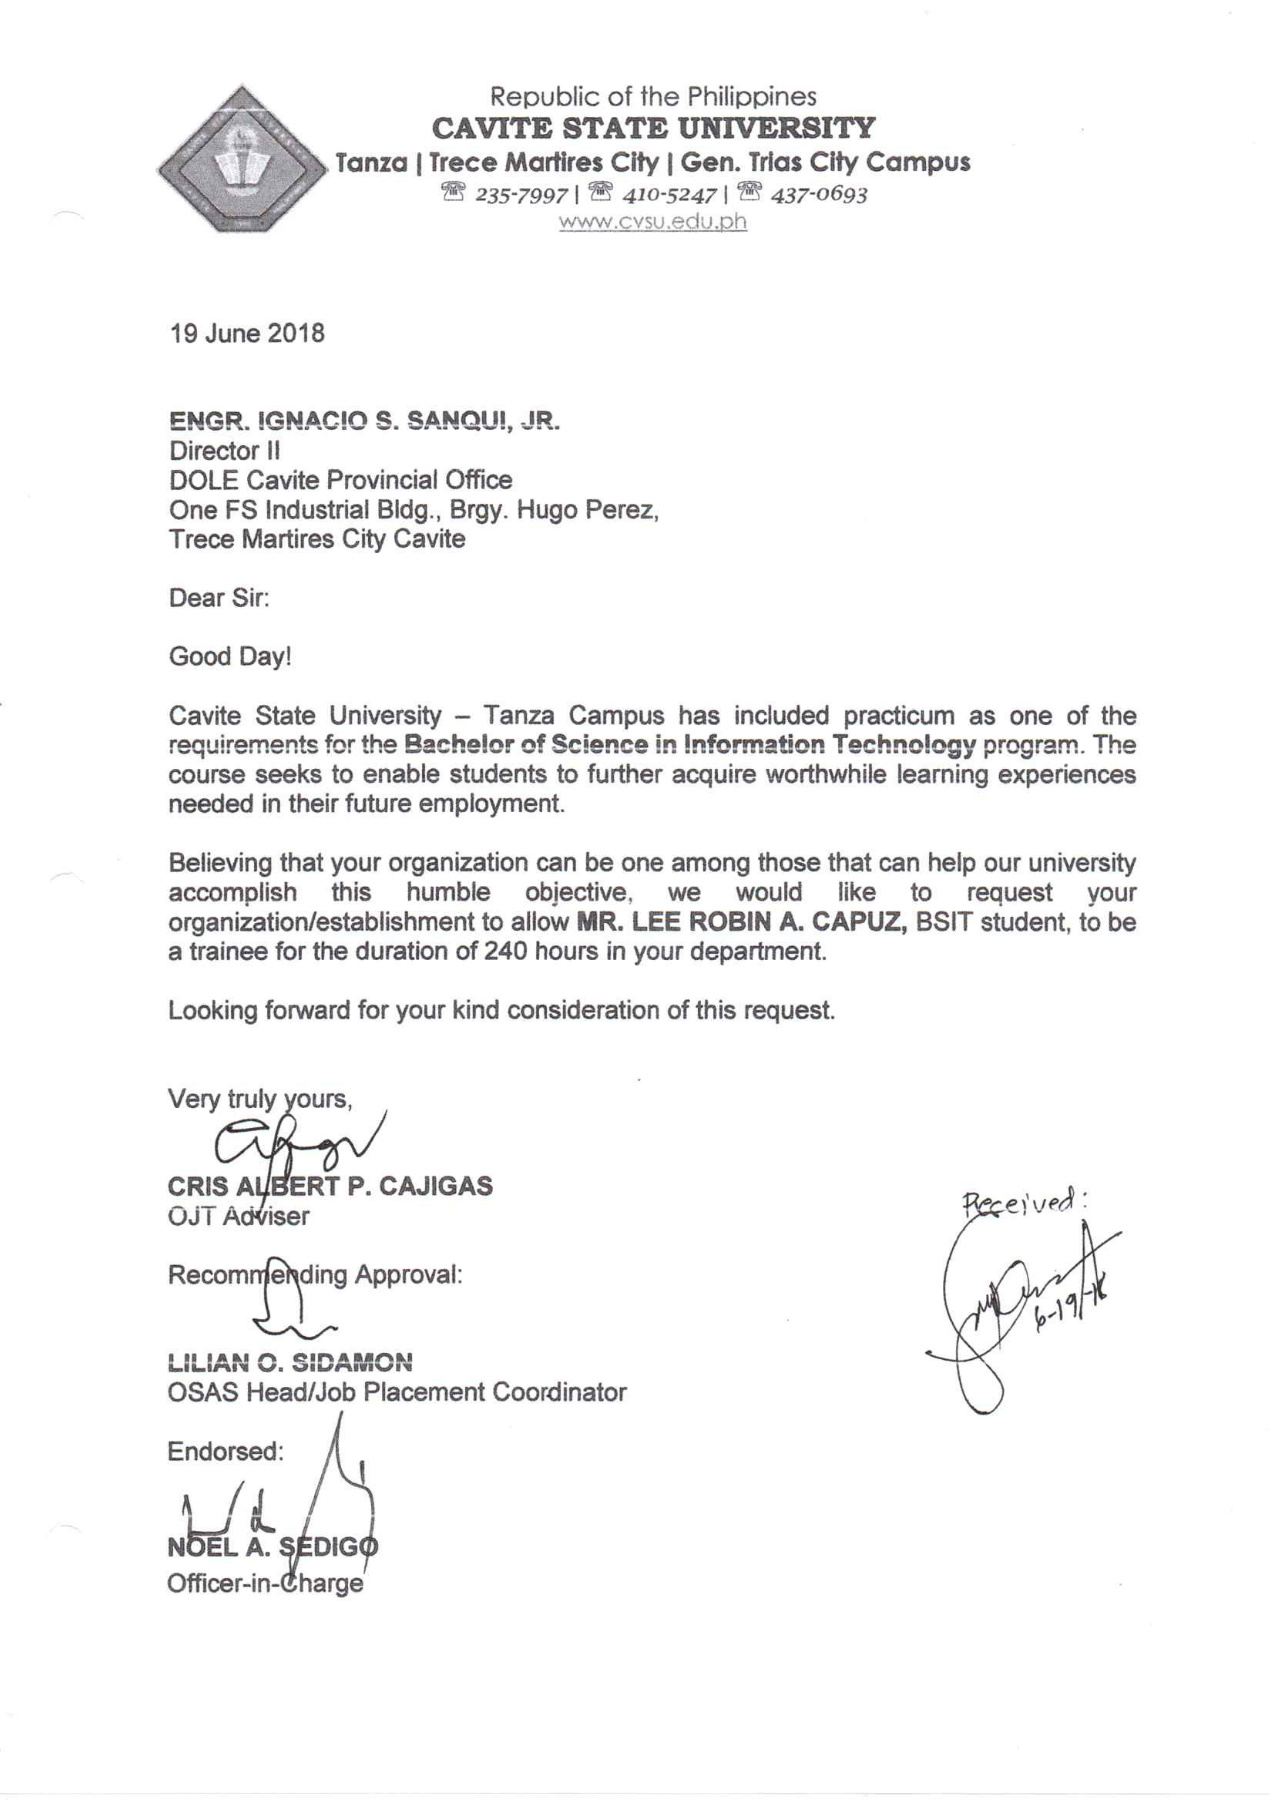 Republic of the Philippines
CAVITE STATE UNIVERSITY
Tanza | Trece Martires City | Gen. Trias City Campus
☏ 235-7997 | ☏ 410-5247 | ☏ 437-0693
www.cvsu.edu.ph
19 June 2018
ENGR. IGNACIO S. SANQUI, JR.
Director II
DOLE Cavite Provincial Office
One FS Industrial Bldg., Brgy. Hugo Perez,
Trece Martires City Cavite
Dear Sir:
Good Day!
Cavite State University – Tanza Campus has included practicum as one of the
requirements for the Bachelor of Science in Information Technology program. The
course seeks to enable students to further acquire worthwhile learning experiences
needed in their future employment.
Believing that your organization can be one among those that can help our university
accomplish this humble objective, we would like to request your
organization/establishment to allow MR. LEE ROBIN A. CAPUZ, BSIT student, to be
a trainee for the duration of 240 hours in your department.
Looking forward for your kind consideration of this request.
Very truly yours,
CRIS ALBERT P. CAJIGAS
OJT Adviser
Received:
6-19-18
Recommending Approval:
LILIAN O. SIDAMON
OSAS Head/Job Placement Coordinator
Endorsed:
NOEL A. SEDIGO
Officer-in-Charge